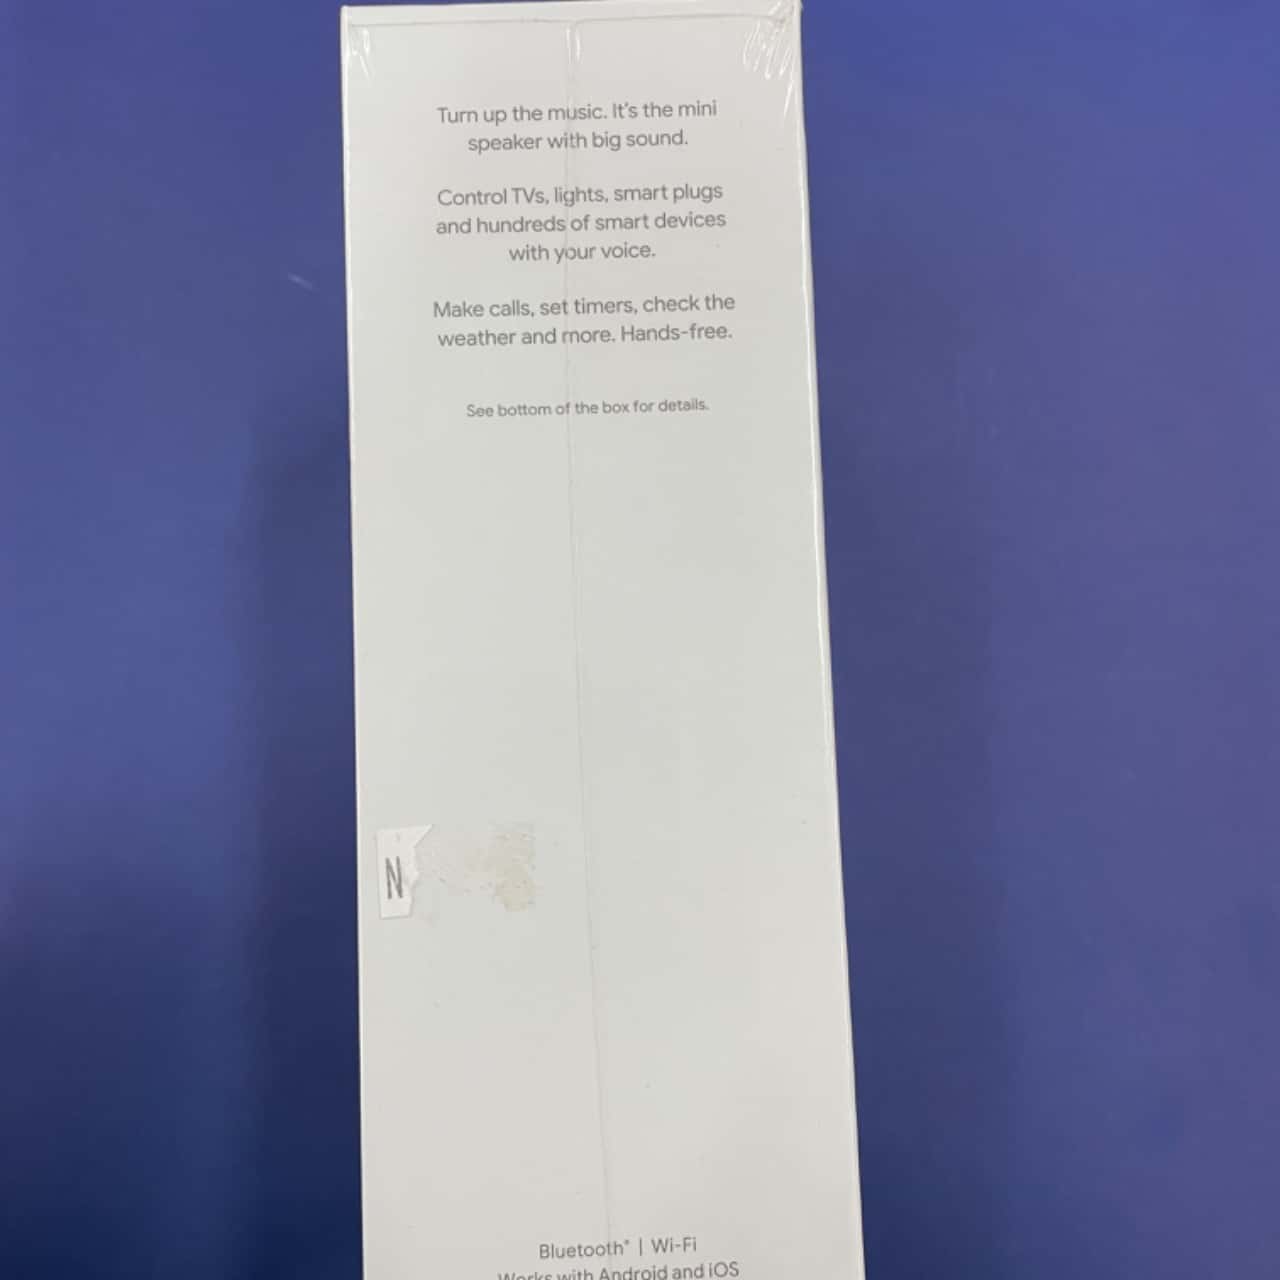 Turn up the music. It's the mini
speaker with big sound.
Control TVs, lights, smart plugs
and hundreds of smart devices
with your voice.
Make calls, set timers, check the
weather and more. Hands-free.
See bottom of the box for details.
N
Bluetooth® | Wi-Fi
Works with Android and iOS